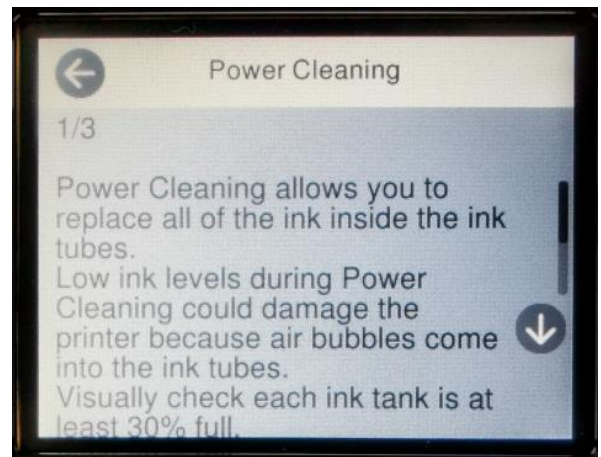 Power Cleaning
1/3
Power Cleaning allows you to
replace all of the ink inside the ink
tubes.
Low ink levels during Power
Cleaning could damage the
printer because air bubbles come
into the ink tubes.
Visually check each ink tank is at
least 30% full.